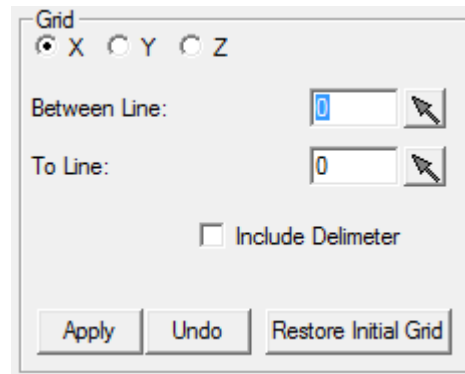 Grid
X Y Z
Between Line: 0
To Line: 0
Include Delimeter
Apply Undo Restore Initial Grid